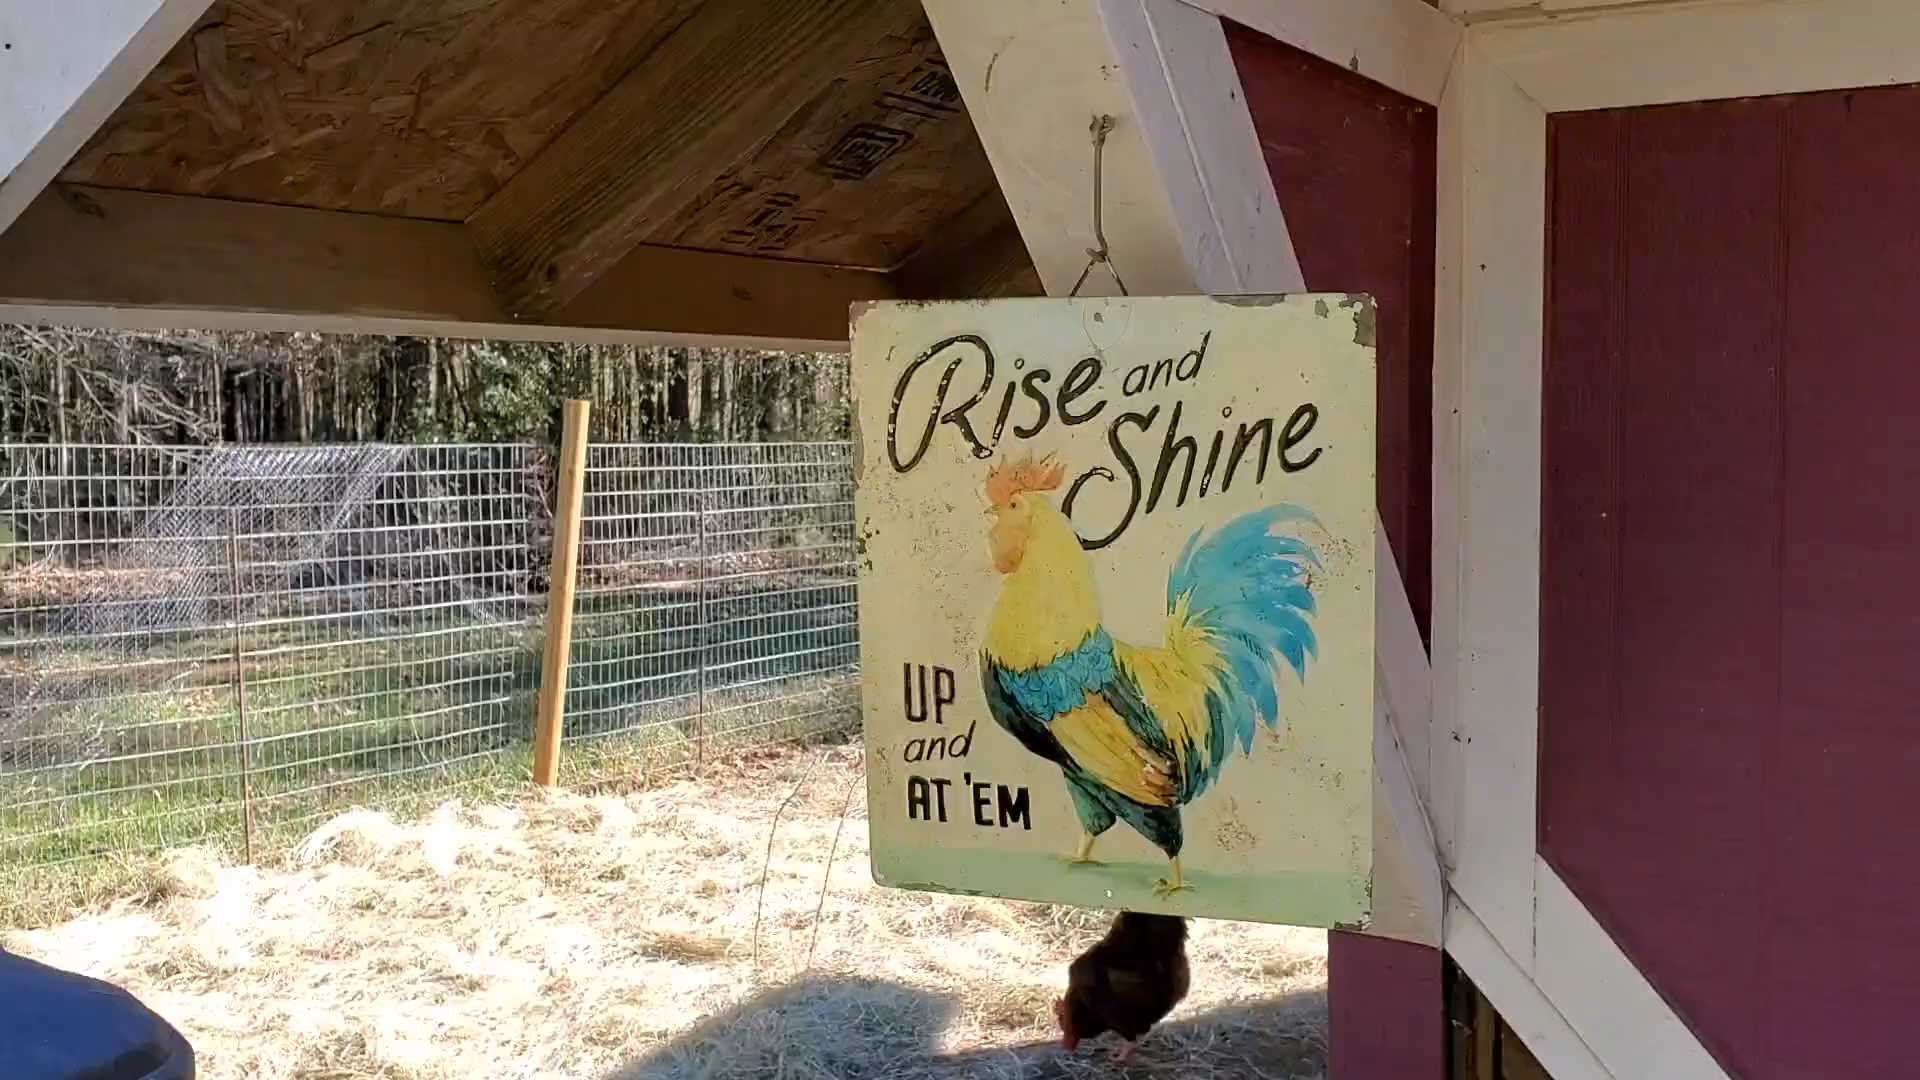 Rise and
Shine
UP
and
AT 'EM